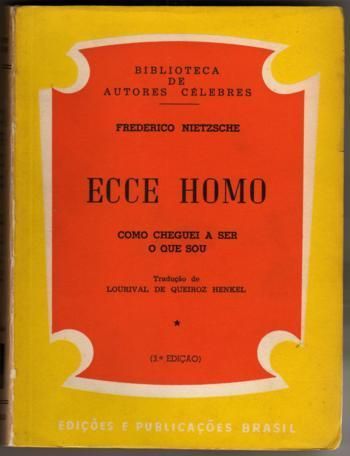 BIBLIOTECA
DE
AUTORES CÉLEBRES
FREDERICO NIETZSCHE
ECCE HOMO
COMO CHEGUEI A SER
O QUE SOU
Tradução de
LOURIVAL DE QUEIROZ HENKEL
*
(3.ª EDIÇÃO)
EDIÇÕES E PUBLICAÇÕES BRASIL